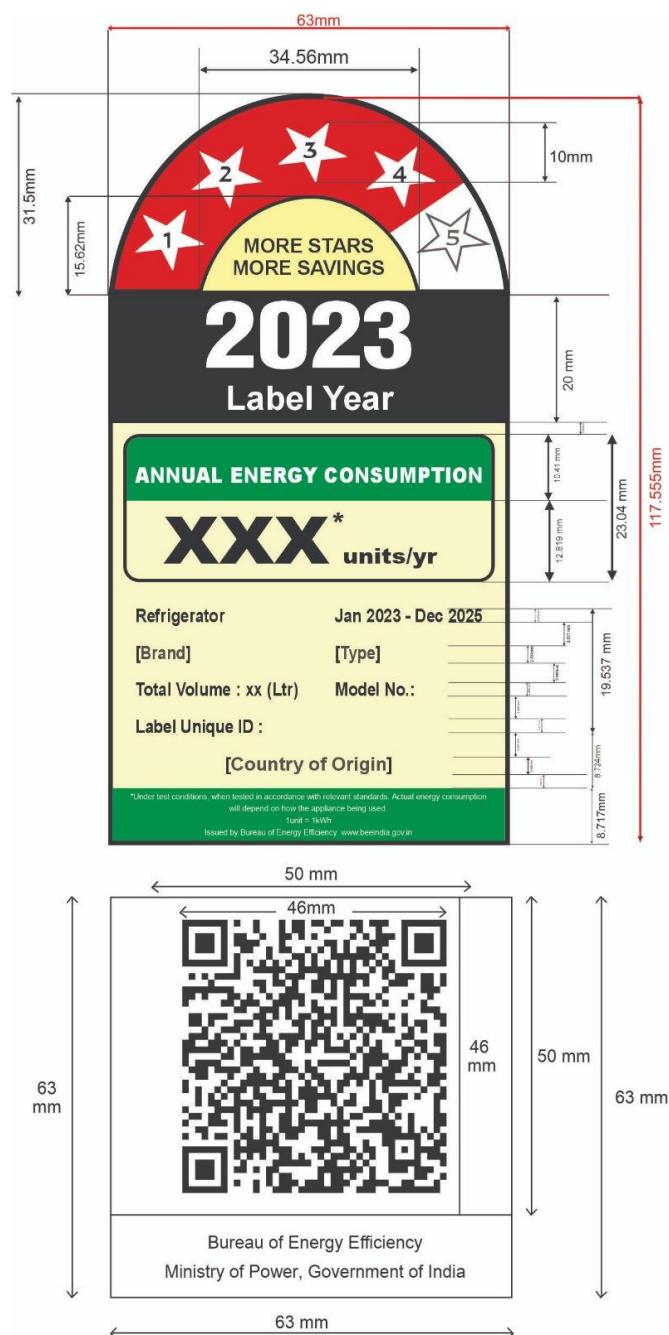 63mm
34.56mm
31.5mm
15.62mm
10mm
1
2
3
4
5
MORE STARS
MORE SAVINGS
2023
Label Year
20 mm
117.555mm
ANNUAL ENERGY CONSUMPTION
10.41 mm
23.04 mm
XXX* units/yr
12.819 mm
Refrigerator Jan 2023 - Dec 2025
[Brand] [Type]
Total Volume : xx (Ltr) Model No.:
Label Unique ID :
[Country of Origin]
19.537 mm
8.724mm
*Under test conditions, when tested in accordance with relevant standards. Actual energy consumption
will depend on how the appliance being used
1unit = 1kWh
Issued by Bureau of Energy Efficiency www.beeindia.gov.in
8.717mm
50 mm
46mm
63
mm
46
mm
50 mm
63 mm
Bureau of Energy Efficiency
Ministry of Power, Government of India
63 mm